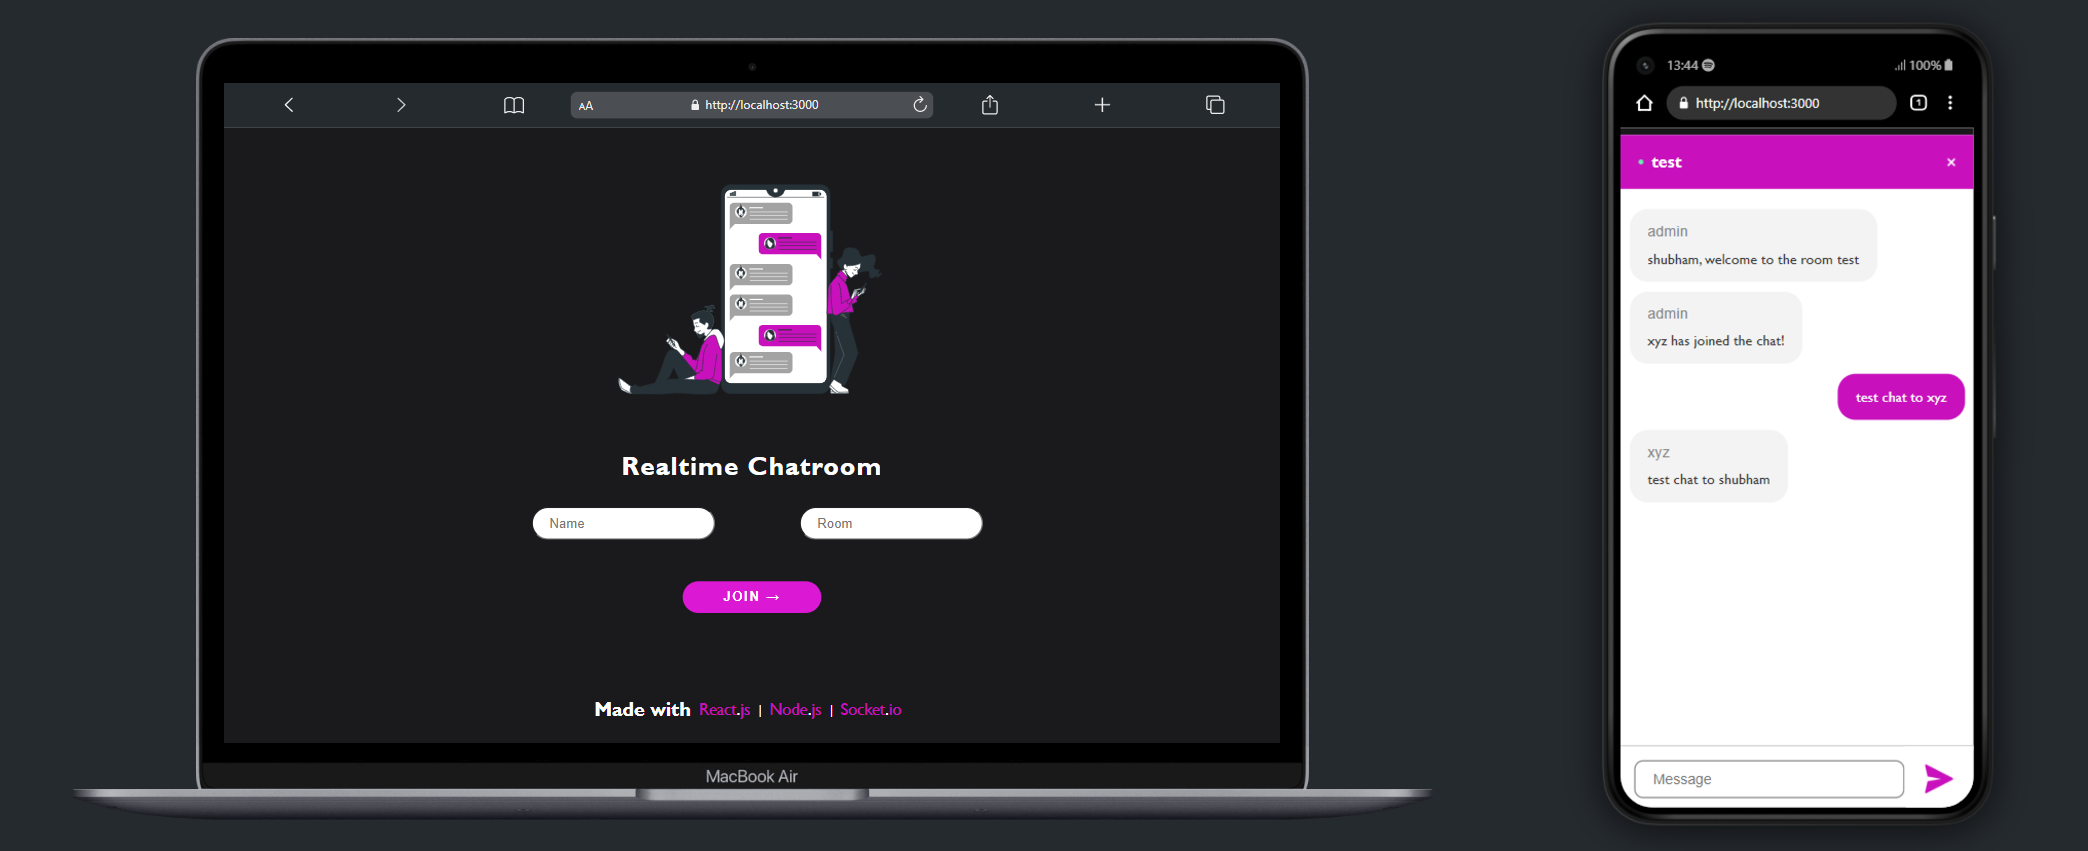 AA
http://localhost:3000
Realtime Chatroom
Name
Room
JOIN →
Made with React.js | Node.js | Socket.io
MacBook Air
13:44
100%
http://localhost:3000
1
test
×
admin
shubham, welcome to the room test
admin
xyz has joined the chat!
test chat to xyz
xyz
test chat to shubham
Message